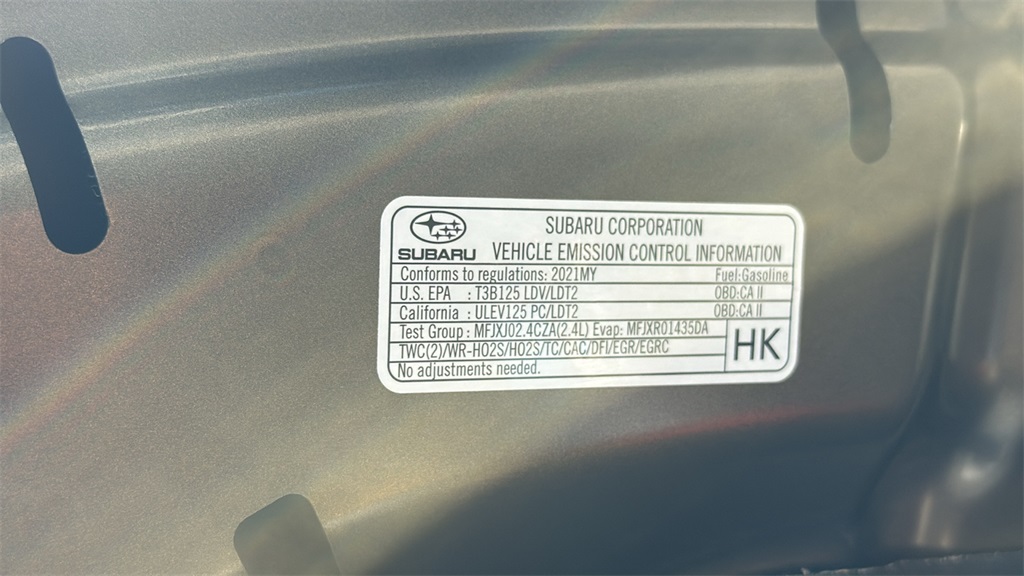 SUBARU
SUBARU CORPORATION
VEHICLE EMISSION CONTROL INFORMATION
Conforms to regulations: 2021MY Fuel:Gasoline
U.S. EPA : T3B125 LDV/LDT2 OBD:CA II
California : ULEV125 PC/LDT2 OBD:CA II
Test Group : MFJXJ02.4CZA(2.4L) Evap: MFJXR01435DA
TWC(2)/WR-HO2S/HO2S/TC/CAC/DFI/EGR/EGRC
HK
No adjustments needed.